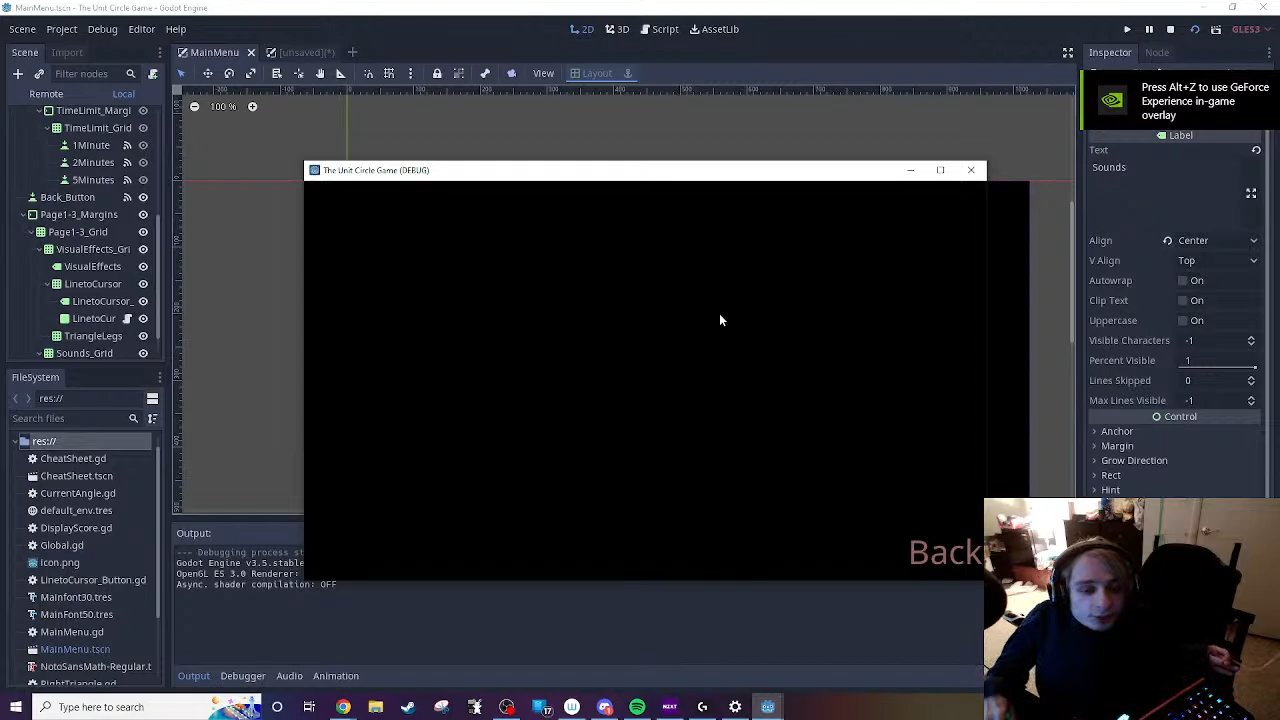 MainMenu.tscn - The Unit Circle Game - Godot Engine
Scene Project Debug Editor Help
2D 3D Script AssetLib
GLES3
Scene Import
MainMenu
[unsaved](*)
Inspector Node
Filter nodes
View
Layout
Remote Local
Press Alt+Z to use GeForce
Experience in-game
overlay
100 %
TimeLimit_Margi
TimeLimit_Grid
1Minute
2Minutes
5Minutes
Back_Button
Page1-3_Margins
Page1-3_Grid
VisualEffects_Gri
VisualEffects
LinetoCursor
LinetoCursor_
LinetoCur
TriangleLegs
Sounds_Grid
The Unit Circle Game (DEBUG)
Back
Label
Text
Sounds
Align Center
V Align Top
Autowrap On
Clip Text On
Uppercase On
Visible Characters -1
Percent Visible 1
Lines Skipped 0
Max Lines Visible -1
Control
Anchor
Margin
Grow Direction
Rect
Hint
FileSystem
res://
Search files
res://
CheatSheet.gd
CheatSheet.tscn
CurrentAngle.gd
default_env.tres
DisplayScore.gd
Global.gd
icon.png
LinetoCursor_Button.gd
Mainfont30.tres
MainFont50.tres
MainMenu.gd
MainMenu.tscn
NotoSansMath-Regular.t
RightTriangle.gd
Output:
--- Debugging process st
Godot Engine v3.5.stable
OpenGL ES 3.0 Renderer:
Async. shader compilation: OFF
Output Debugger Audio Animation
Type here to search
17